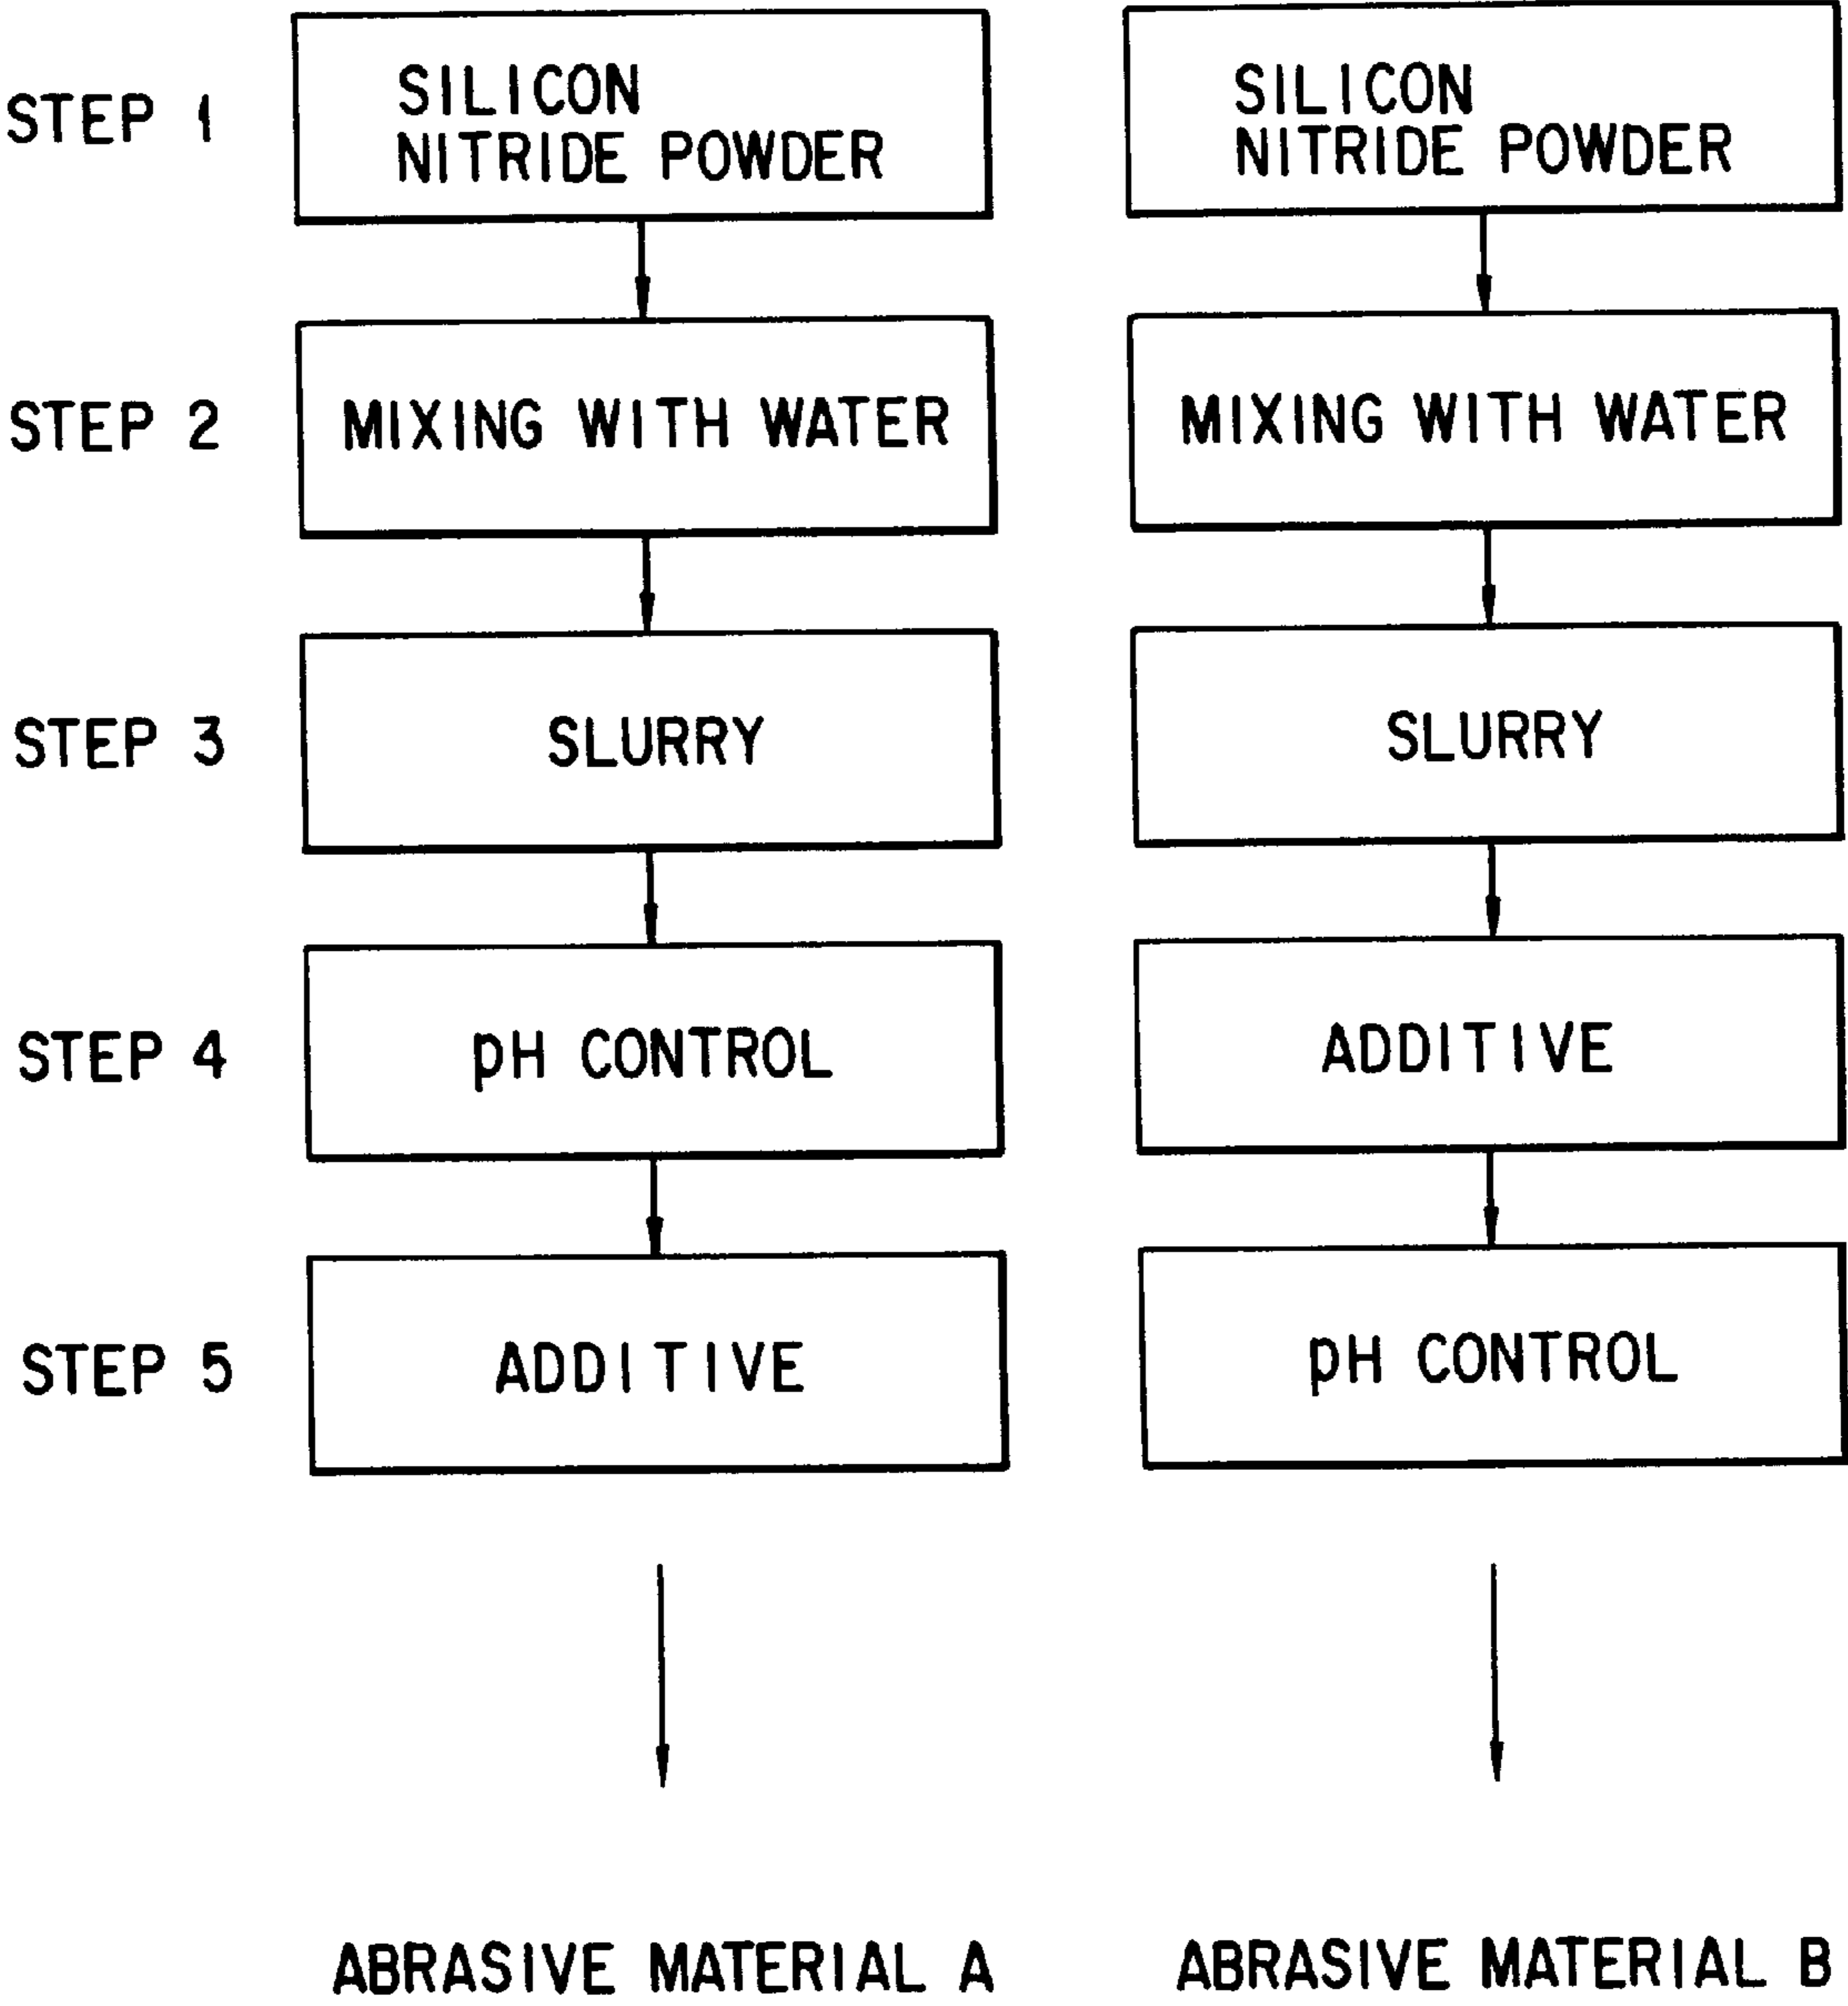 STEP 1
SILICON
NITRIDE POWDER
SILICON
NITRIDE POWDER
STEP 2
MIXING WITH WATER
MIXING WITH WATER
STEP 3
SLURRY
SLURRY
STEP 4
pH CONTROL
ADDITIVE
STEP 5
ADDITIVE
pH CONTROL
ABRASIVE MATERIAL A
ABRASIVE MATERIAL B